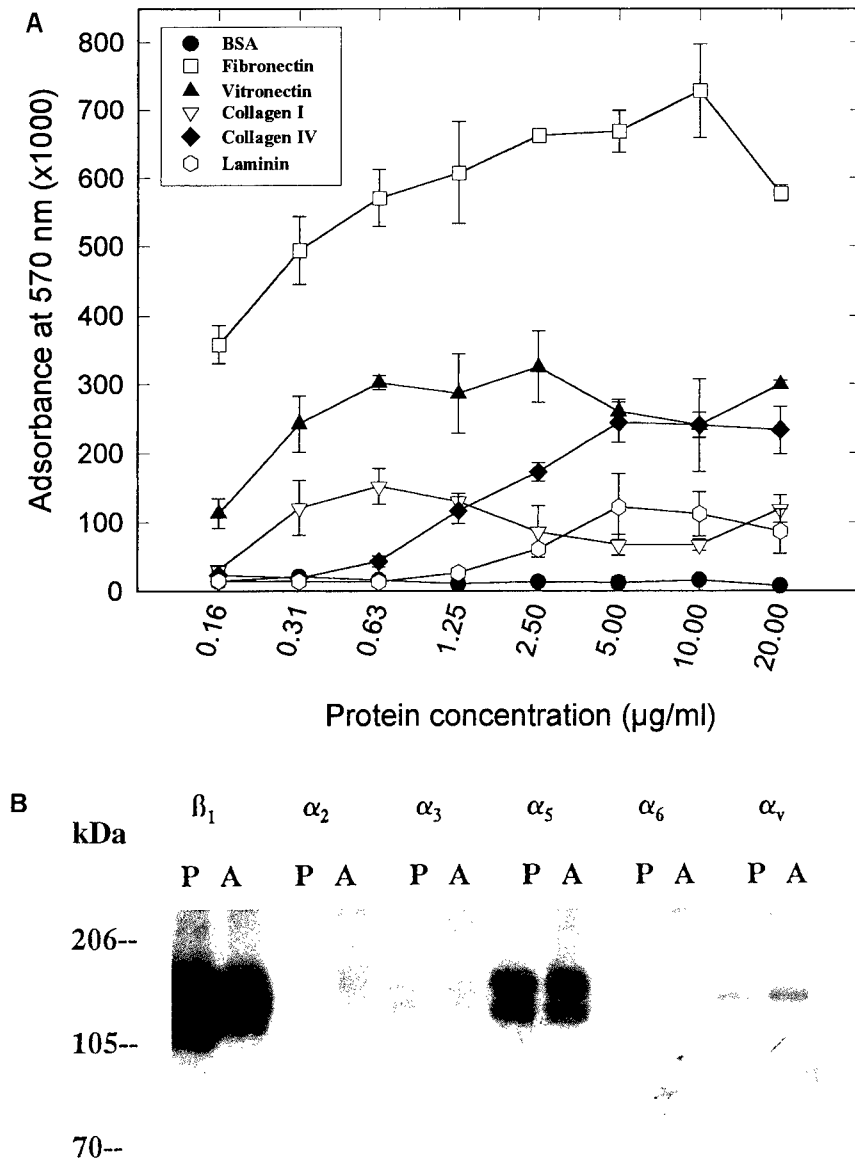 A
Adsorbance at 570 nm (x1000)
800
700
600
500
400
300
200
100
0
BSA
Fibronectin
Vitronectin
Collagen I
Collagen IV
Laminin
0.16
0.31
0.63
1.25
2.50
5.00
10.00
20.00
Protein concentration (µg/ml)
B
kDa
ß₁ α₂ α₃ α₅ α₆ αᵥ
P A P A P A P A P A P A
206--
105--
70--